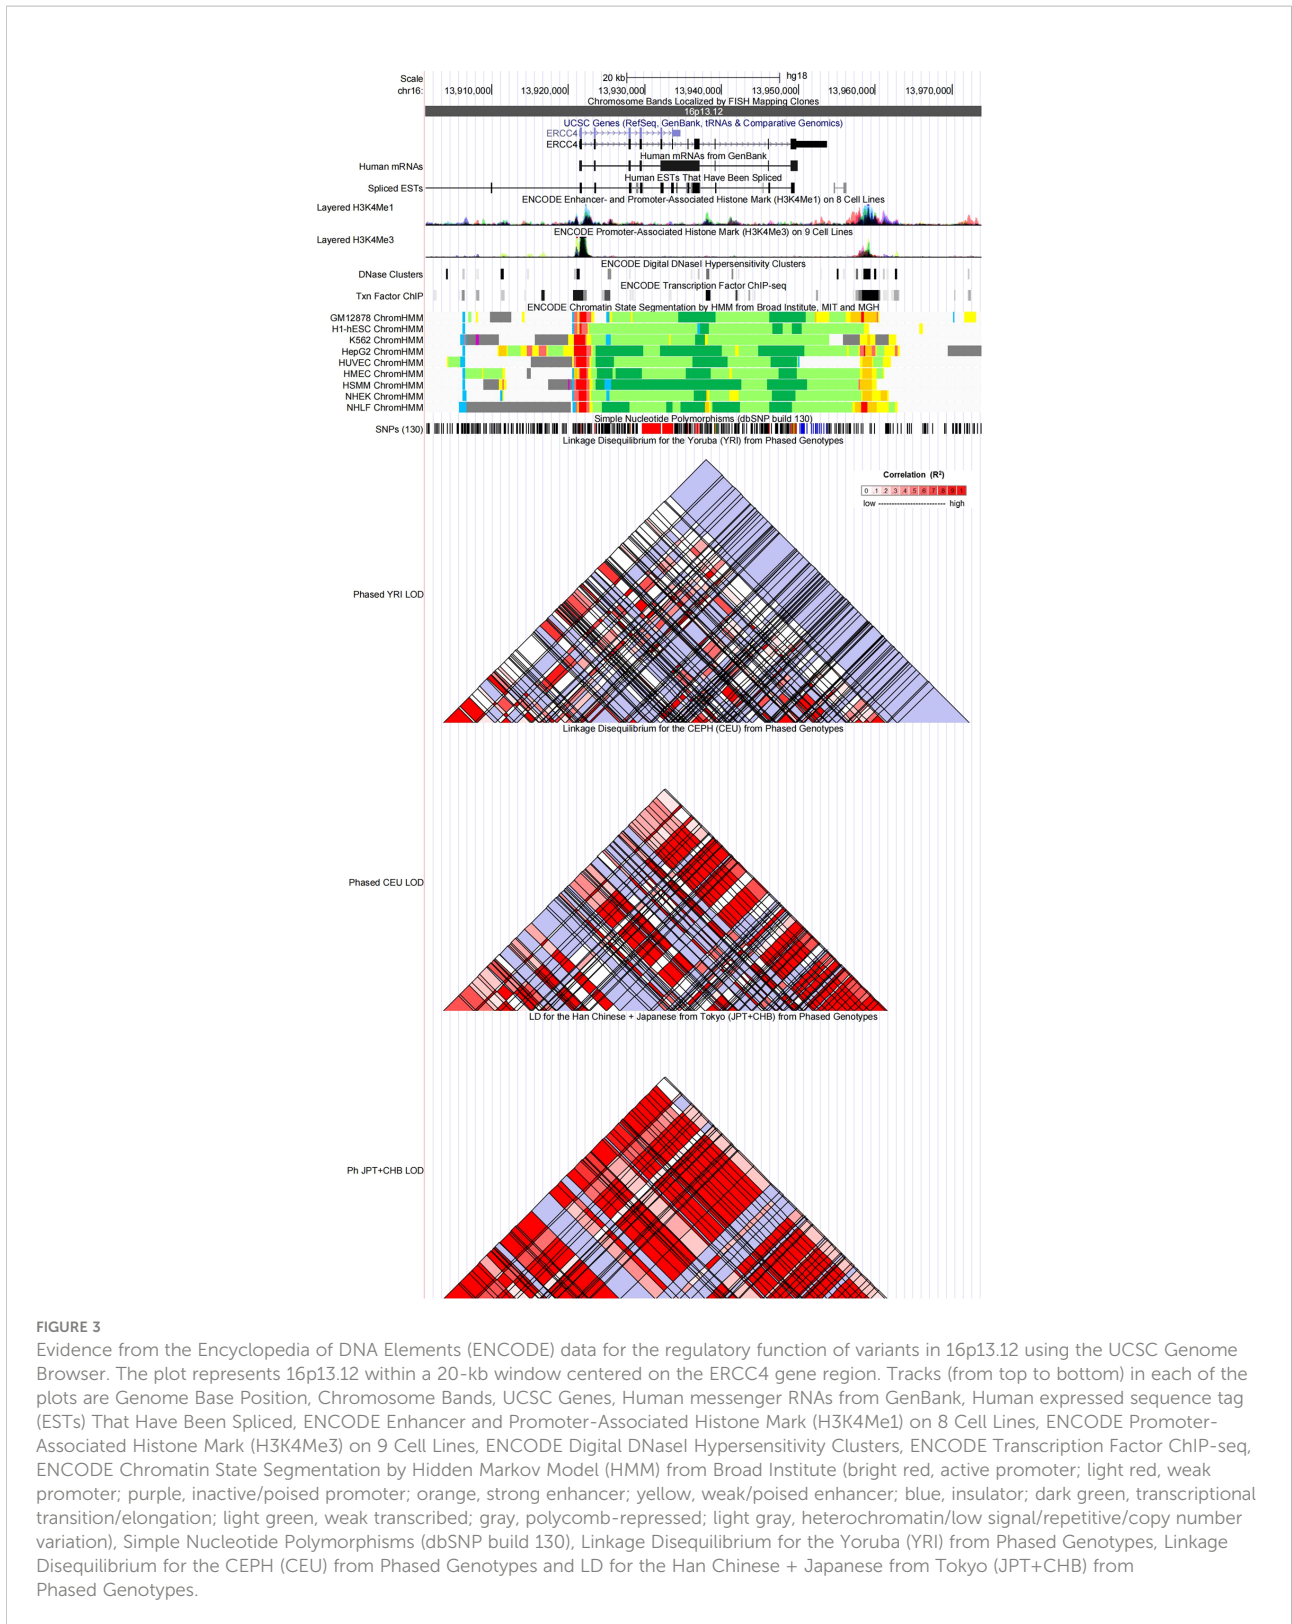 Scale 20 kb hg18
chr16: 13,910,000 13,920,000 13,930,000 13,940,000 13,950,000 13,960,000 13,970,000
Chromosome Bands Localized by FISH Mapping Clones
16p13.12
UCSC Genes (RefSeq, GenBank, tRNAs & Comparative Genomics)
ERCC4
ERCC4
Human mRNAs from GenBank
Human mRNAs
Human ESTs That Have Been Spliced
Spliced ESTs
ENCODE Enhancer- and Promoter-Associated Histone Mark (H3K4Me1) on 8 Cell Lines
Layered H3K4Me1
ENCODE Promoter-Associated Histone Mark (H3K4Me3) on 9 Cell Lines
Layered H3K4Me3
ENCODE Digital DNaseI Hypersensitivity Clusters
DNase Clusters
ENCODE Transcription Factor ChIP-seq
Txn Factor ChIP
ENCODE Chromatin State Segmentation by HMM from Broad Institute, MIT and MGH
GM12878 ChromHMM
H1-hESC ChromHMM
K562 ChromHMM
HepG2 ChromHMM
HUVEC ChromHMM
HMEC ChromHMM
HSMM ChromHMM
NHEK ChromHMM
NHLF ChromHMM
Simple Nucleotide Polymorphisms (dbSNP build 130)
SNPs (130)
Linkage Disequilibrium for the Yoruba (YRI) from Phased Genotypes
Correlation (R²)
0 .1 .2 .3 .4 .5 .6 .7 .8 .9 1
low high
Phased YRI LOD
Linkage Disequilibrium for the CEPH (CEU) from Phased Genotypes
Phased CEU LOD
LD for the Han Chinese + Japanese from Tokyo (JPT+CHB) from Phased Genotypes
Ph JPT+CHB LOD
FIGURE 3
Evidence from the Encyclopedia of DNA Elements (ENCODE) data for the regulatory function of variants in 16p13.12 using the UCSC Genome
Browser. The plot represents 16p13.12 within a 20-kb window centered on the ERCC4 gene region. Tracks (from top to bottom) in each of the
plots are Genome Base Position, Chromosome Bands, UCSC Genes, Human messenger RNAs from GenBank, Human expressed sequence tag
(ESTs) That Have Been Spliced, ENCODE Enhancer and Promoter-Associated Histone Mark (H3K4Me1) on 8 Cell Lines, ENCODE Promoter-
Associated Histone Mark (H3K4Me3) on 9 Cell Lines, ENCODE Digital DNaseI Hypersensitivity Clusters, ENCODE Transcription Factor ChIP-seq,
ENCODE Chromatin State Segmentation by Hidden Markov Model (HMM) from Broad Institute (bright red, active promoter; light red, weak
promoter; purple, inactive/poised promoter; orange, strong enhancer; yellow, weak/poised enhancer; blue, insulator; dark green, transcriptional
transition/elongation; light green, weak transcribed; gray, polycomb-repressed; light gray, heterochromatin/low signal/repetitive/copy number
variation), Simple Nucleotide Polymorphisms (dbSNP build 130), Linkage Disequilibrium for the Yoruba (YRI) from Phased Genotypes, Linkage
Disequilibrium for the CEPH (CEU) from Phased Genotypes and LD for the Han Chinese + Japanese from Tokyo (JPT+CHB) from
Phased Genotypes.